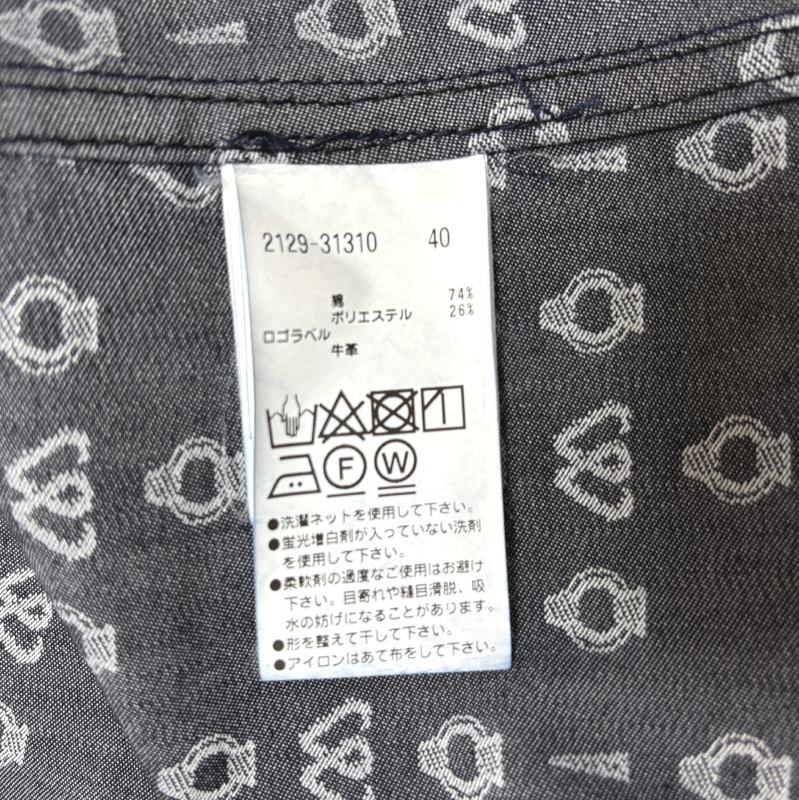 2129-31310 40
綿 74%
ポリエステル 26%
ロゴラベル
牛革
F W
●洗濯ネットを使用して下さい。
●蛍光増白剤が入っていない洗剤
を使用して下さい。
●柔軟剤の過度なご使用はお避け
下さい。目寄れや縫目滑脱、吸
水の妨げになることがあります。
●形を整えて干して下さい。
●アイロンはあて布をして下さい。